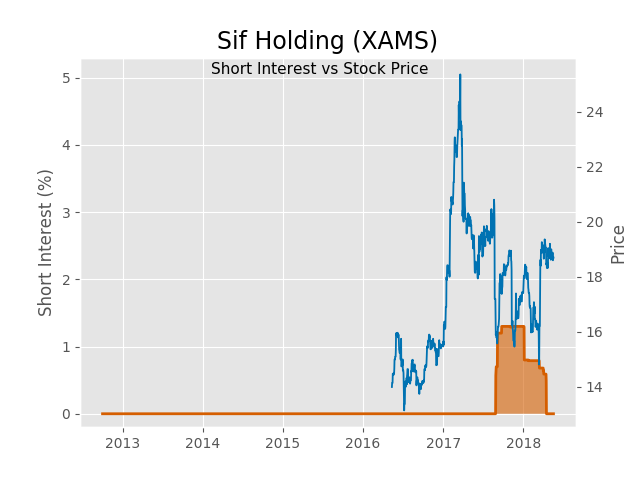 Sif Holding (XAMS)
Short Interest vs Stock Price
Short Interest (%)
5
4
3
2
1
0
24
22
20
18
16
14
Price
2013 2014 2015 2016 2017 2018